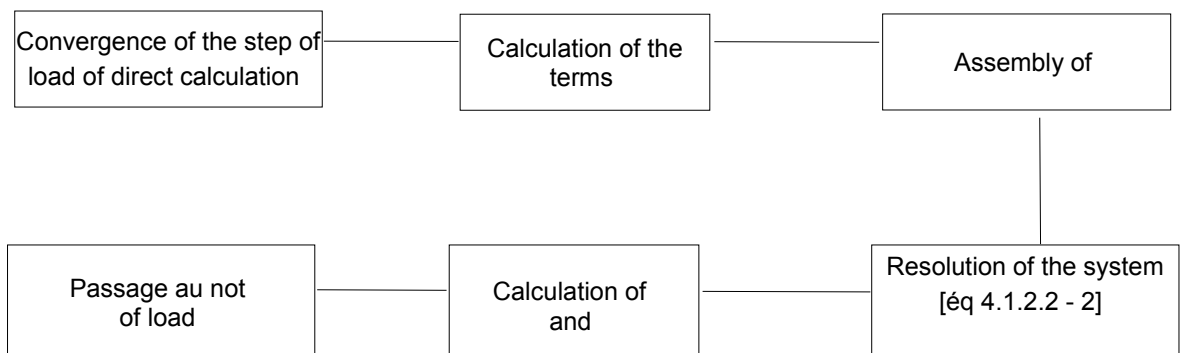 Convergence of the step of
load of direct calculation
Calculation of the
terms
Assembly of
Passage au not
of load
Calculation of
and
Resolution of the system
[éq 4.1.2.2 - 2]